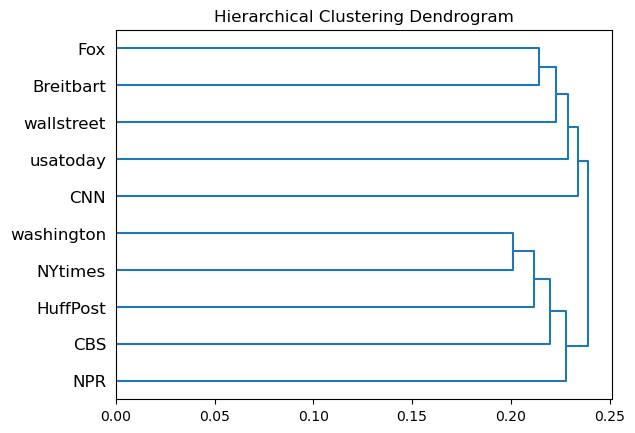 Hierarchical Clustering Dendrogram
Fox
Breitbart
wallstreet
usatoday
CNN
washington
NYtimes
HuffPost
CBS
NPR
0.00 0.05 0.10 0.15 0.20 0.25